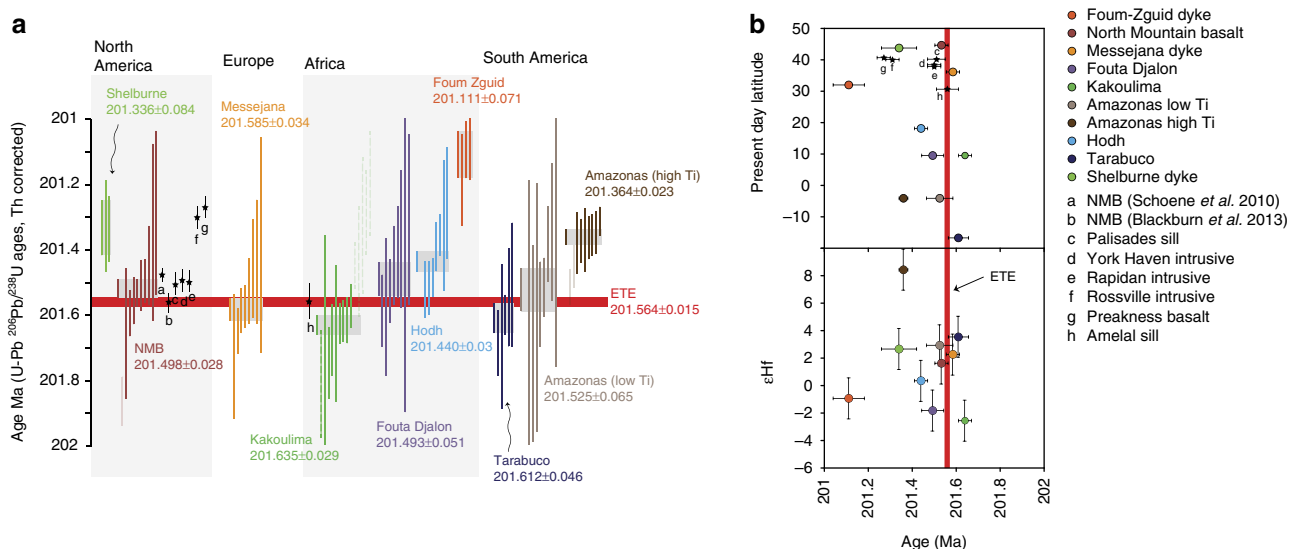 a
North
America
Europe
Africa
South America
Shelburne
201.336±0.084
Messejana
201.585±0.034
Foum Zguid
201.111±0.071
Amazonas (high Ti)
201.364±0.023
Age Ma (U-Pb 206Pb/238U ages, Th corrected)
201
201.2
201.4
201.6
201.8
202
a
b
c
d
e
f
g
h
NMB
201.498±0.028
ETE
201.564±0.015
Hodh
201.440±0.03
Amazonas (low Ti)
201.525±0.065
Kakoulima
201.635±0.029
Fouta Djalon
201.493±0.051
Tarabuco
201.612±0.046
b
Present day latitude
50
40
30
20
10
0
−10
g
f
c
d
e
h
εHf
8
6
4
2
0
−2
−4
−6
ETE
201
201.2
201.4
201.6
201.8
202
Age (Ma)
Foum-Zguid dyke
North Mountain basalt
Messejana dyke
Fouta Djalon
Kakoulima
Amazonas low Ti
Amazonas high Ti
Hodh
Tarabuco
Shelburne dyke
a NMB (Schoene et al. 2010)
b NMB (Blackburn et al. 2013)
c Palisades sill
d York Haven intrusive
e Rapidan intrusive
f Rossville intrusive
g Preakness basalt
h Amelal sill